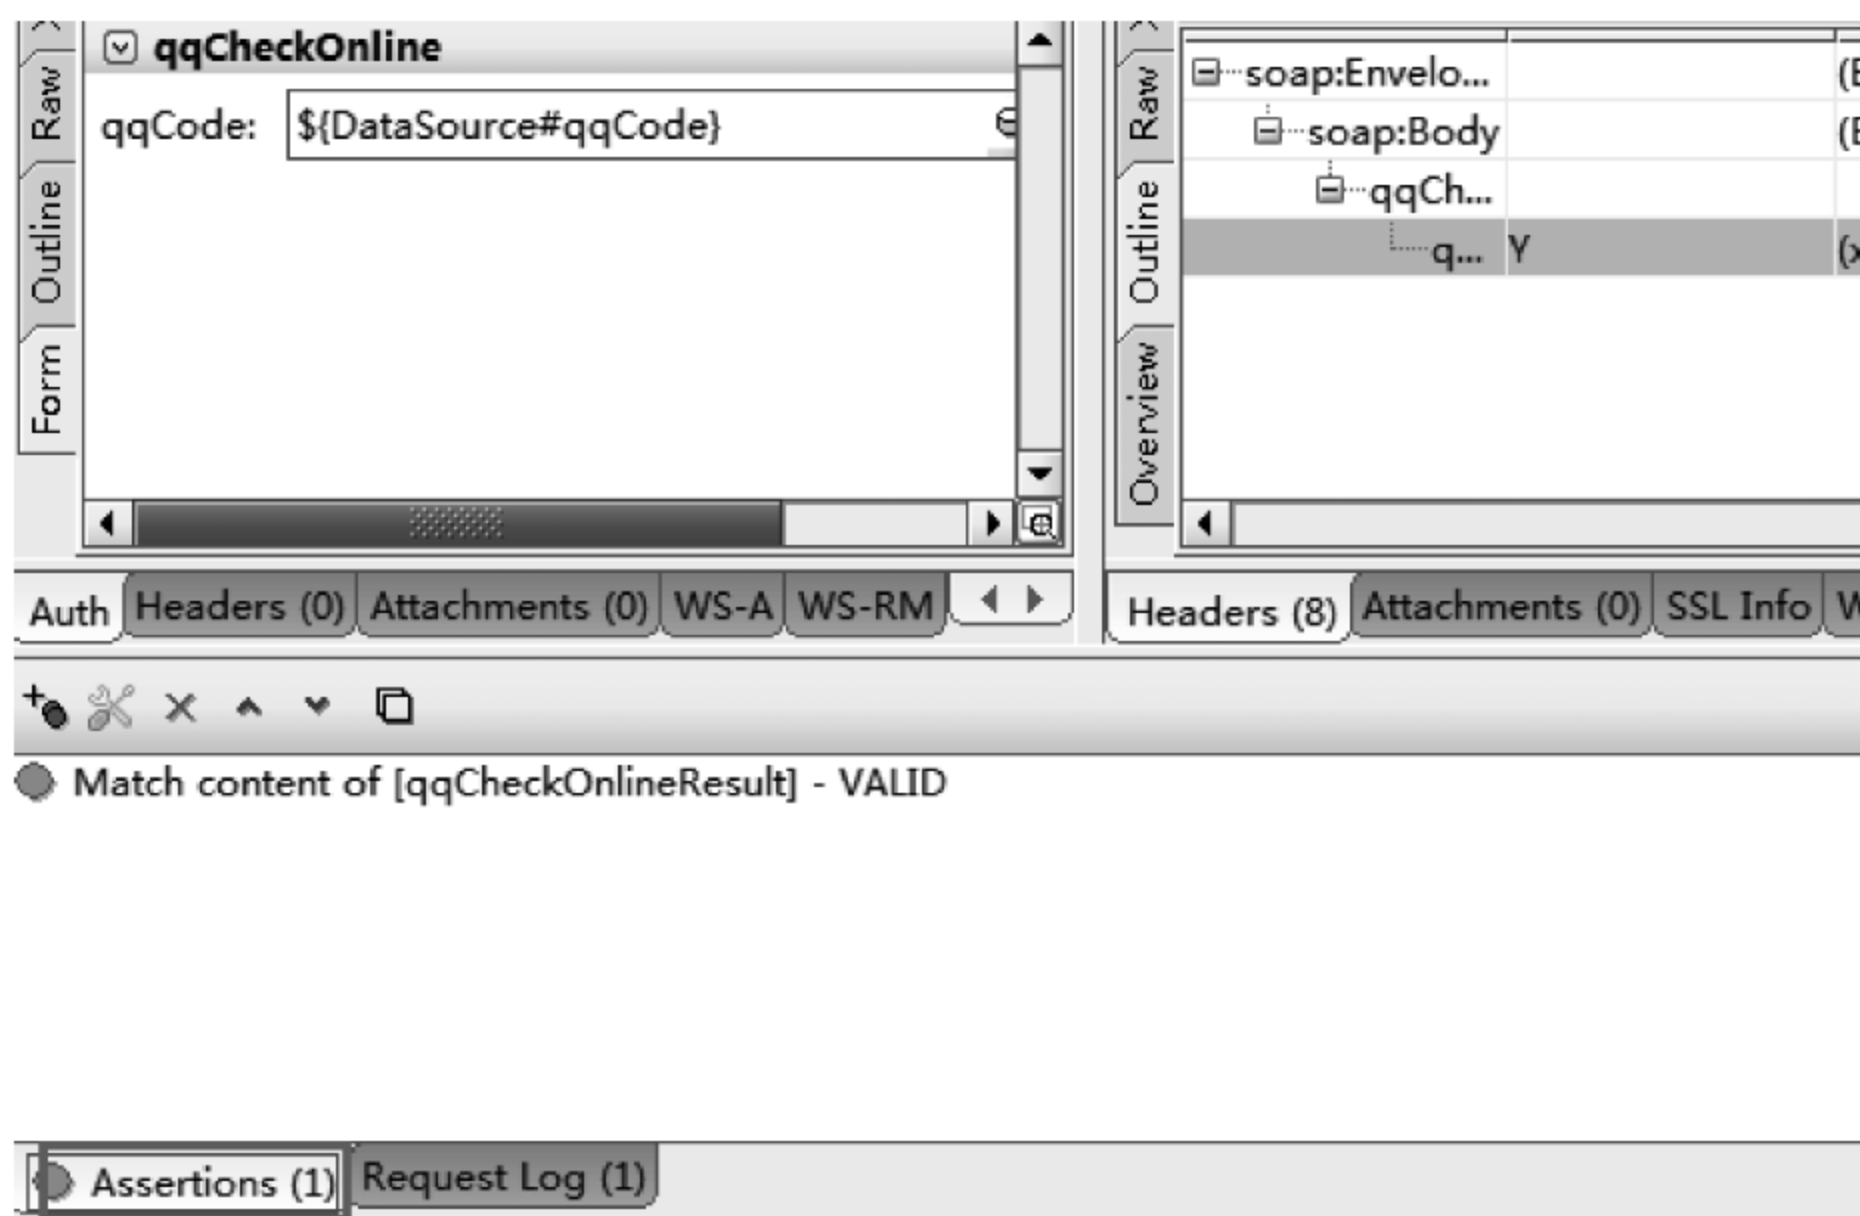 qqCheckOnline
qqCode: ${DataSource#qqCode}
Raw
Outline
Form
Raw
Outline
Overview
soap:Envelo... (E
soap:Body (E
qqCh...
q... Y (x
Auth Headers (0) Attachments (0) WS-A WS-RM
Headers (8) Attachments (0) SSL Info W
Match content of [qqCheckOnlineResult] - VALID
Assertions (1) Request Log (1)